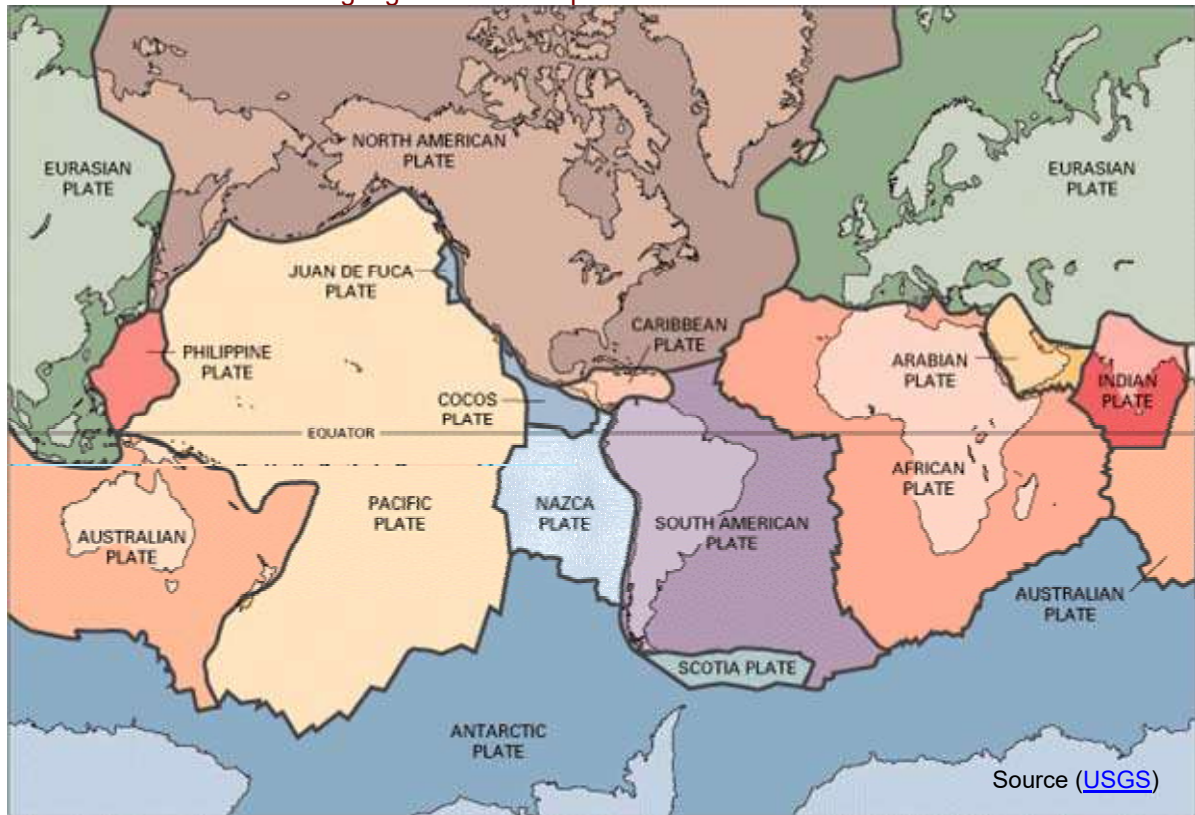 NORTH AMERICAN
PLATE
EURASIAN
PLATE
EURASIAN
PLATE
JUAN DE FUCA
PLATE
CARIBBEAN
PLATE
PHILIPPINE
PLATE
ARABIAN
PLATE
INDIAN
PLATE
COCOS
PLATE
EQUATOR
AFRICAN
PLATE
PACIFIC
PLATE
NAZCA
PLATE
SOUTH AMERICAN
PLATE
AUSTRALIAN
PLATE
AUSTRALIAN
PLATE
SCOTIA PLATE
ANTARCTIC
PLATE
Source (USGS)